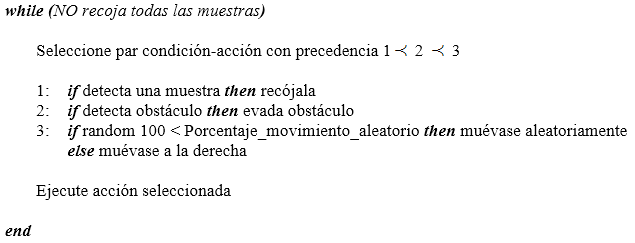 while (NO recoja todas las muestras)
Seleccione par condición-acción con precedencia 1 ≺ 2 ≺ 3
1: if detecta una muestra then recójala
2: if detecta obstáculo then evada obstáculo
3: if random 100 < Porcentaje_movimiento_aleatorio then muévase aleatoriamente
else muévase a la derecha
Ejecute acción seleccionada
end